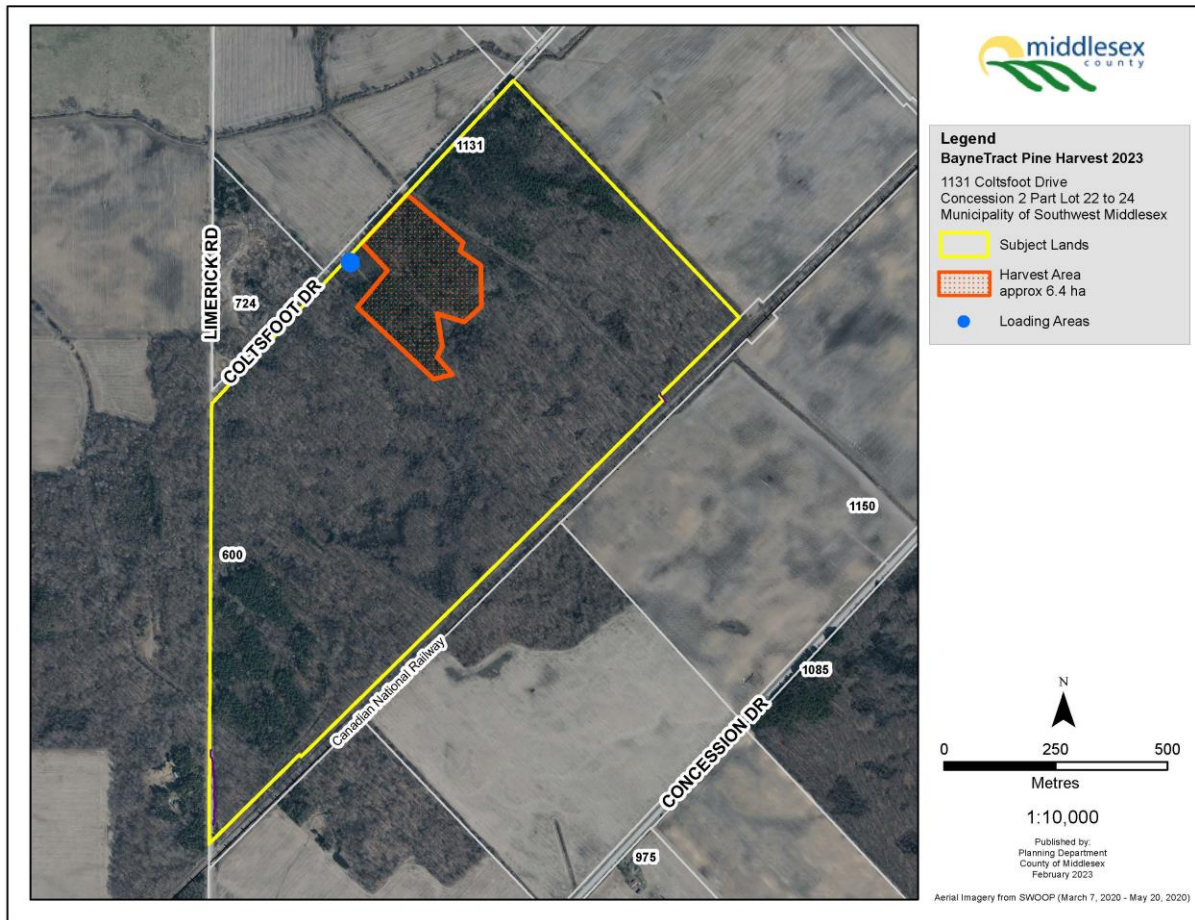 middlesex
county
Legend
BayneTract Pine Harvest 2023
1131 Coltsfoot Drive
Concession 2 Part Lot 22 to 24
Municipality of Southwest Middlesex
Subject Lands
Harvest Area
approx 6.4 ha
Loading Areas
1131
LIMERICK RD
724
COLTSFOOT DR
600
1150
Canadian National Railway
1085
CONCESSION DR
975
N
0 250 500
Metres
1:10,000
Published by:
Planning Department
County of Middlesex
February 2023
Aerial Imagery from SWOOP (March 7, 2020 - May 20, 2020)